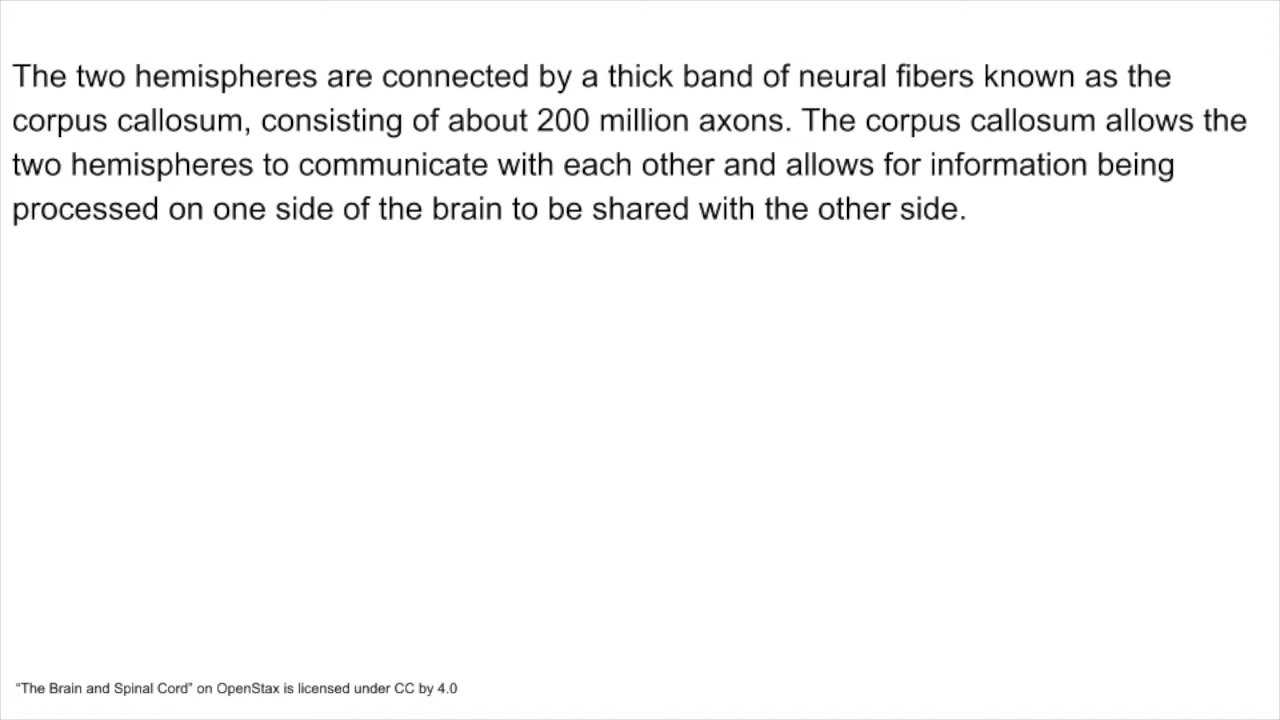 The two hemispheres are connected by a thick band of neural fibers known as the
corpus callosum, consisting of about 200 million axons. The corpus callosum allows the
two hemispheres to communicate with each other and allows for information being
processed on one side of the brain to be shared with the other side.
“The Brain and Spinal Cord” on OpenStax is licensed under CC by 4.0